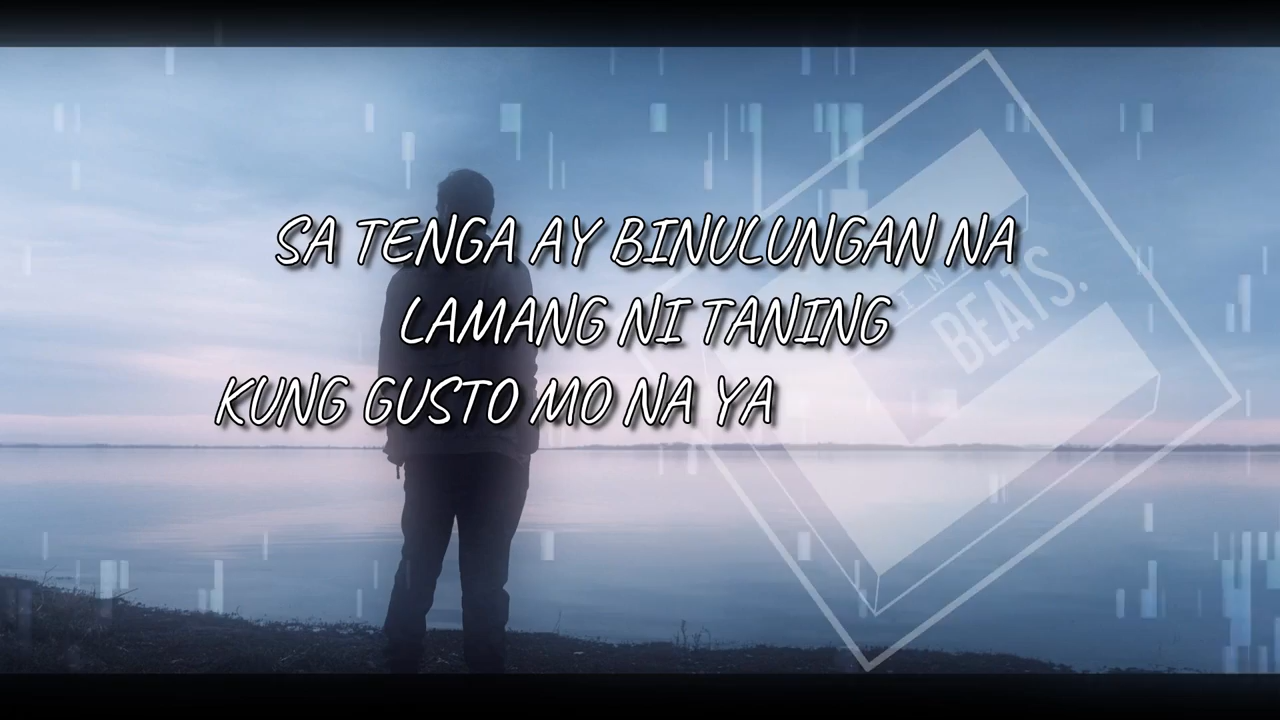 SA TENGA AY BINULUNGAN NA
LAMANG NI TANING
KUNG GUSTO MO NA YA
BEATS.